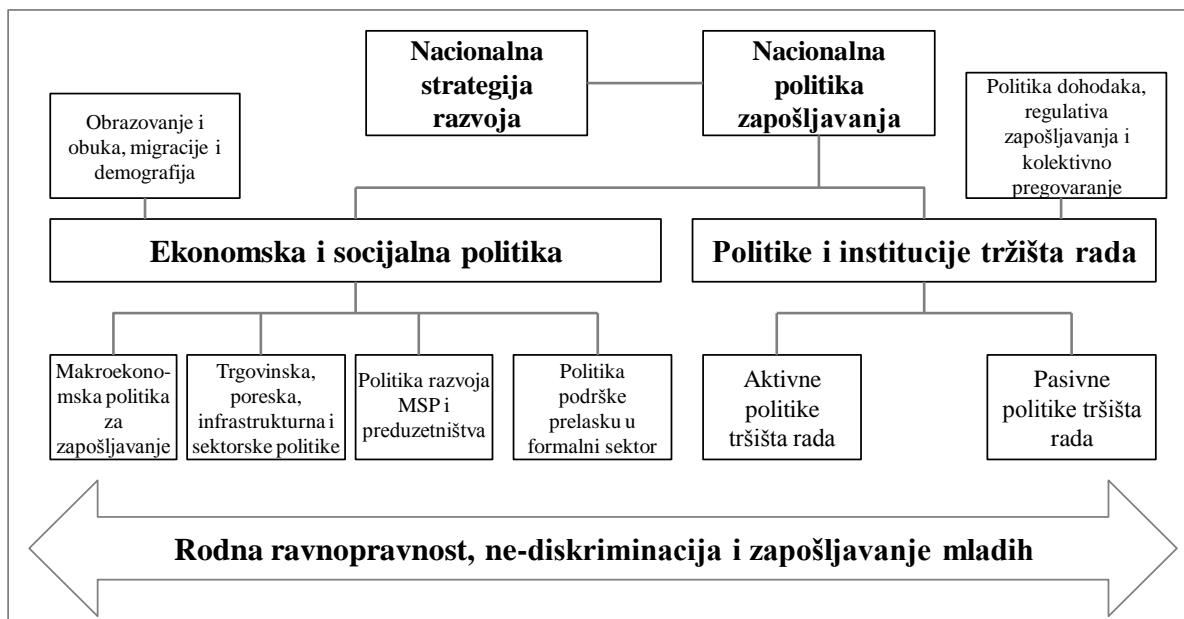 Nacionalna
strategija
razvoja
Nacionalna
politika
zapošljavanja
Politika dohodaka,
regulativa
zapošljavanja i
kolektivno
pregovaranje
Obrazovanje i
obuka, migracije i
demografija
Ekonomska i socijalna politika
Politike i institucije tržišta rada
Makroekono-
mska politika
za
zapošljavanje
Trgovinska,
poreska,
infrastrukturna i
sektorske politike
Politika razvoja
MSP i
preduzetništva
Politika
podrške
prelasku u
formalni sektor
Aktivne
politike
tršišta rada
Pasivne
politike tršišta
rada
Rodna ravnopravnost, ne-diskriminacija i zapošljavanje mladih